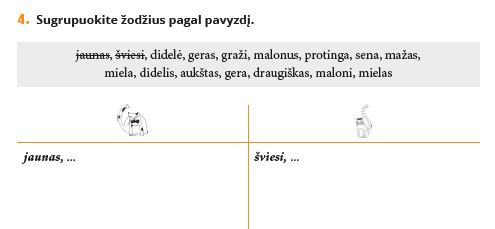 4. Sugrupuokite žodžius pagal pavyzdį.
jaunas, šviesi, didelė, geras, graži, malonus, protinga, sena, mažas,
miela, didelis, aukštas, gera, draugiškas, maloni, mielas
jaunas, ...
šviesi, ...